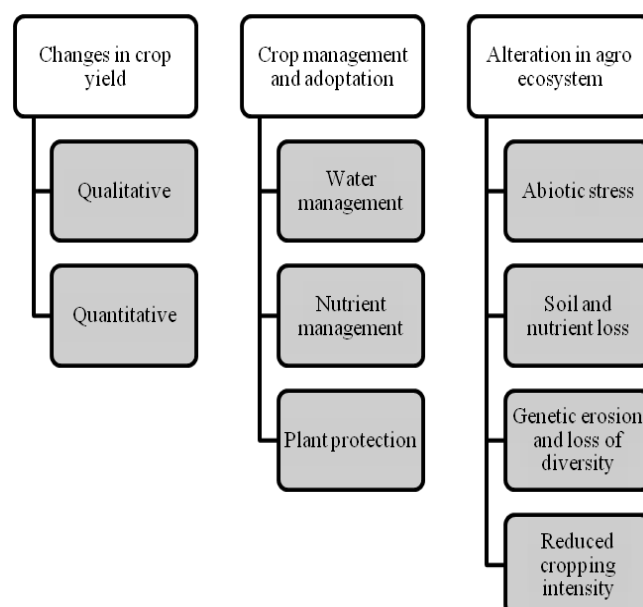 Changes in crop
yield
Qualitative
Quantitative
Crop management
and adoptation
Water
management
Nutrient
management
Plant protection
Alteration in agro
ecosystem
Abiotic stress
Soil and
nutrient loss
Genetic erosion
and loss of
diversity
Reduced
cropping
intensity